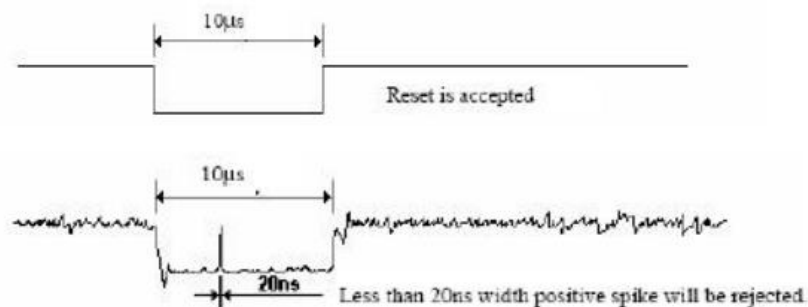 10μs
Reset is accepted
10μs
20ns
Less than 20ns width positive spike will be rejected